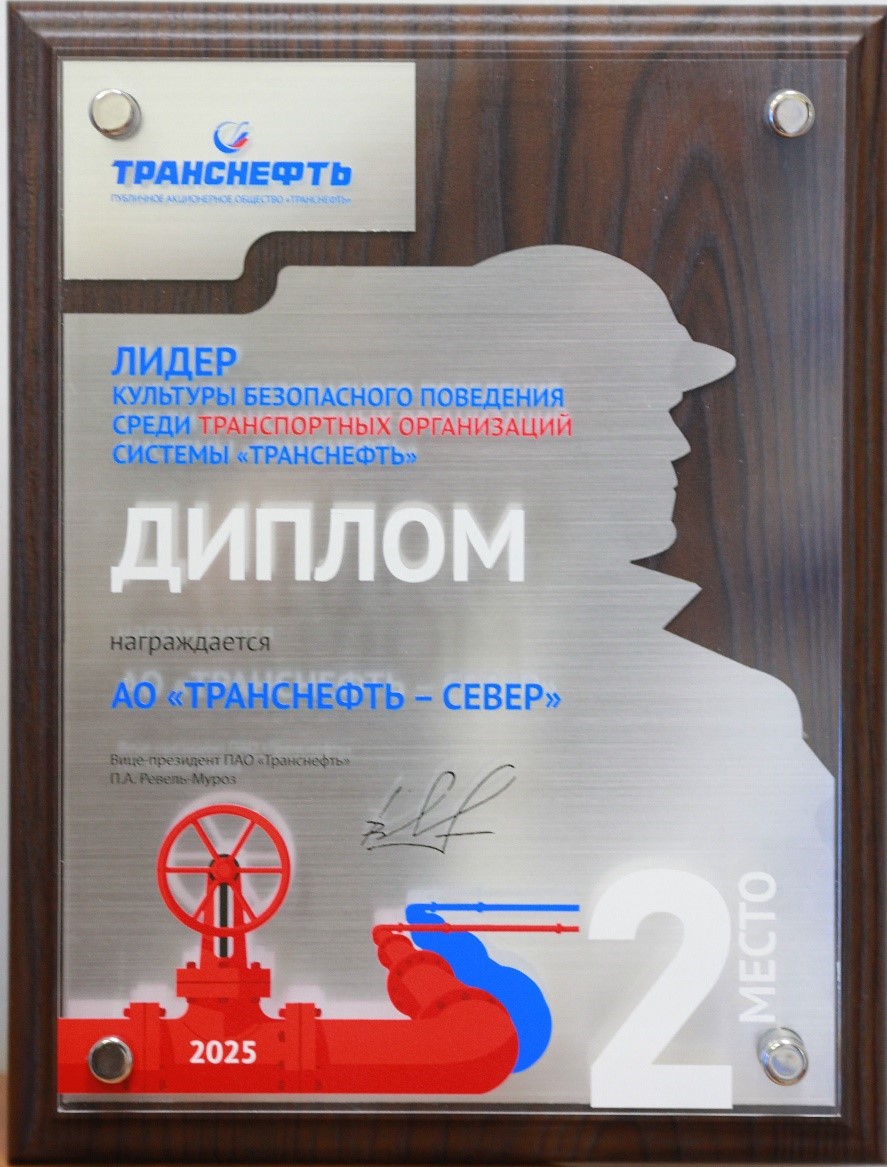 ТРАНСНЕФТЬ
ПУБЛИЧНОЕ АКЦИОНЕРНОЕ ОБЩЕСТВО «ТРАНСНЕФТЬ»
ЛИДЕР
КУЛЬТУРЫ БЕЗОПАСНОГО ПОВЕДЕНИЯ
СРЕДИ ТРАНСПОРТНЫХ ОРГАНИЗАЦИЙ
СИСТЕМЫ «ТРАНСНЕФТЬ»
ДИПЛОМ
награждается
АО «ТРАНСНЕФТЬ – СЕВЕР»
Вице-президент ПАО «Транснефть»
П.А. Ревель-Муроз
2 МЕСТО
2025